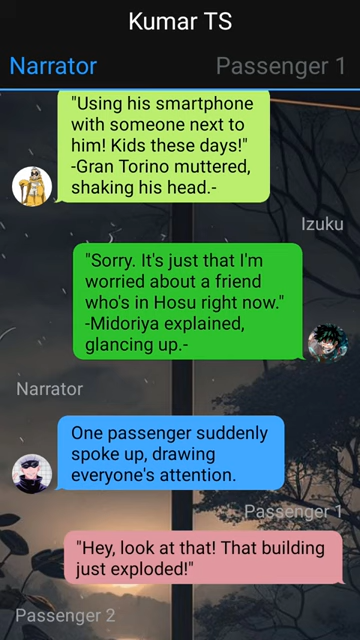 Kumar TS
Narrator
Passenger 1
"Using his smartphone
with someone next to
him! Kids these days!"
-Gran Torino muttered,
shaking his head.-
Izuku
"Sorry. It's just that I'm
worried about a friend
who's in Hosu right now."
-Midoriya explained,
glancing up.-
Narrator
One passenger suddenly
spoke up, drawing
everyone's attention.
Passenger 1
"Hey, look at that! That building
just exploded!"
Passenger 2